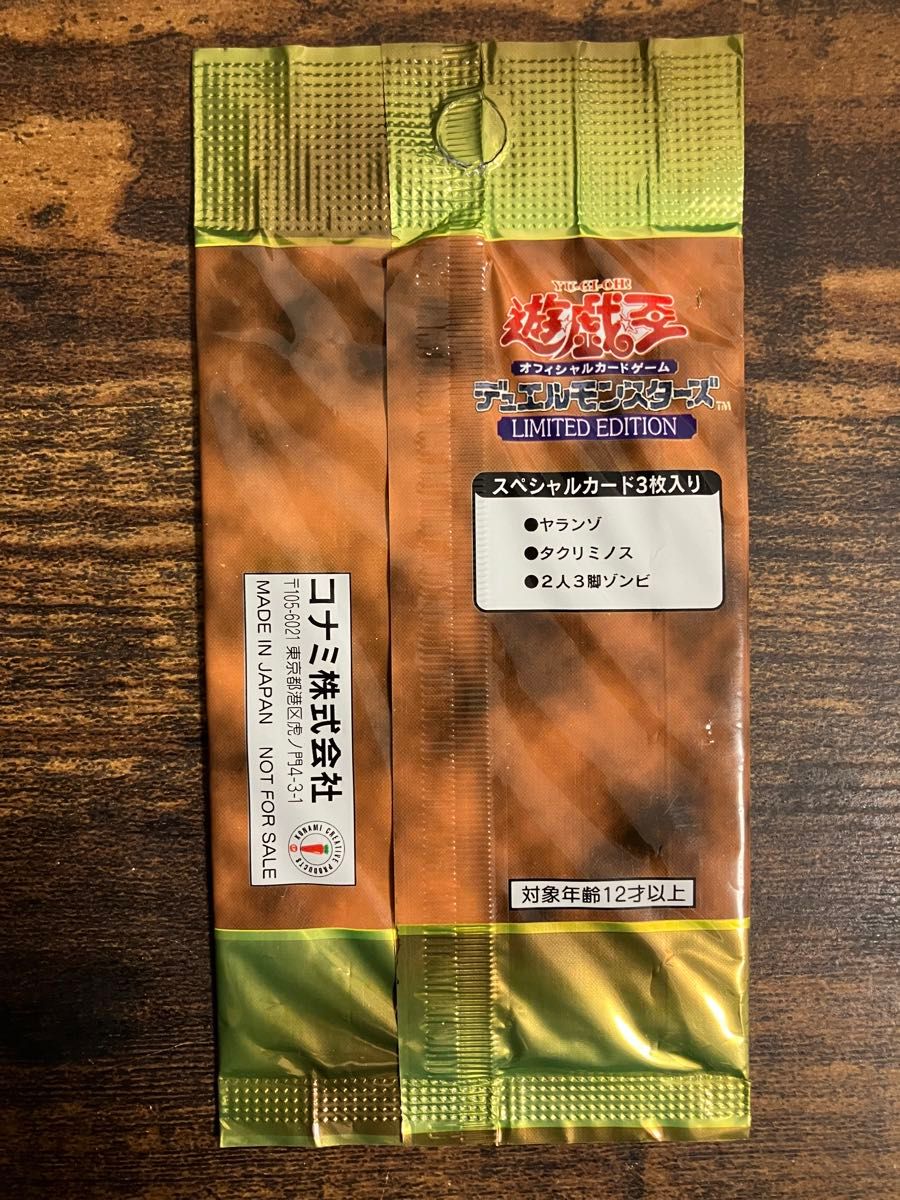 YU-GI-OH!
遊戯王
オフィシャルカードゲーム
デュエルモンスターズ™
LIMITED EDITION
スペシャルカード3枚入り
●ヤランゾ
●タクリミノス
●2人3脚ゾンビ
コナミ株式会社
〒105-6021 東京都港区虎ノ門4-3-1
MADE IN JAPAN NOT FOR SALE
KONAMI CREATIVE PRODUCTS
対象年齢12才以上